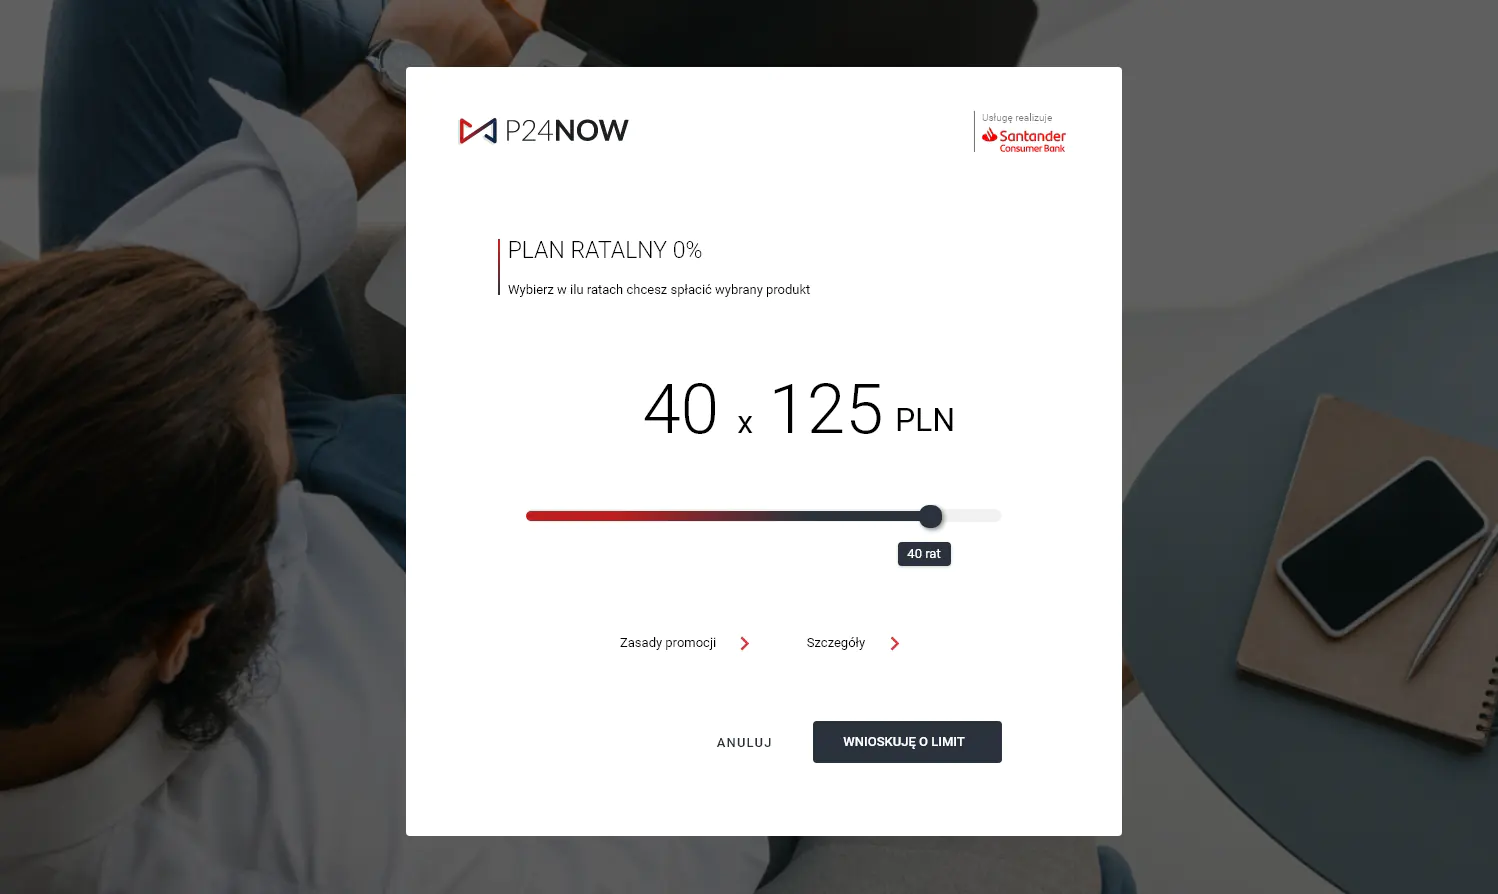 P24NOW
Usługę realizuje
Santander
Consumer Bank
PLAN RATALNY 0%
Wybierz w ilu ratach chcesz spłacić wybrany produkt
40 x 125 PLN
40 rat
Zasady promocji
Szczegóły
ANULUJ
WNIOSKUJĘ O LIMIT